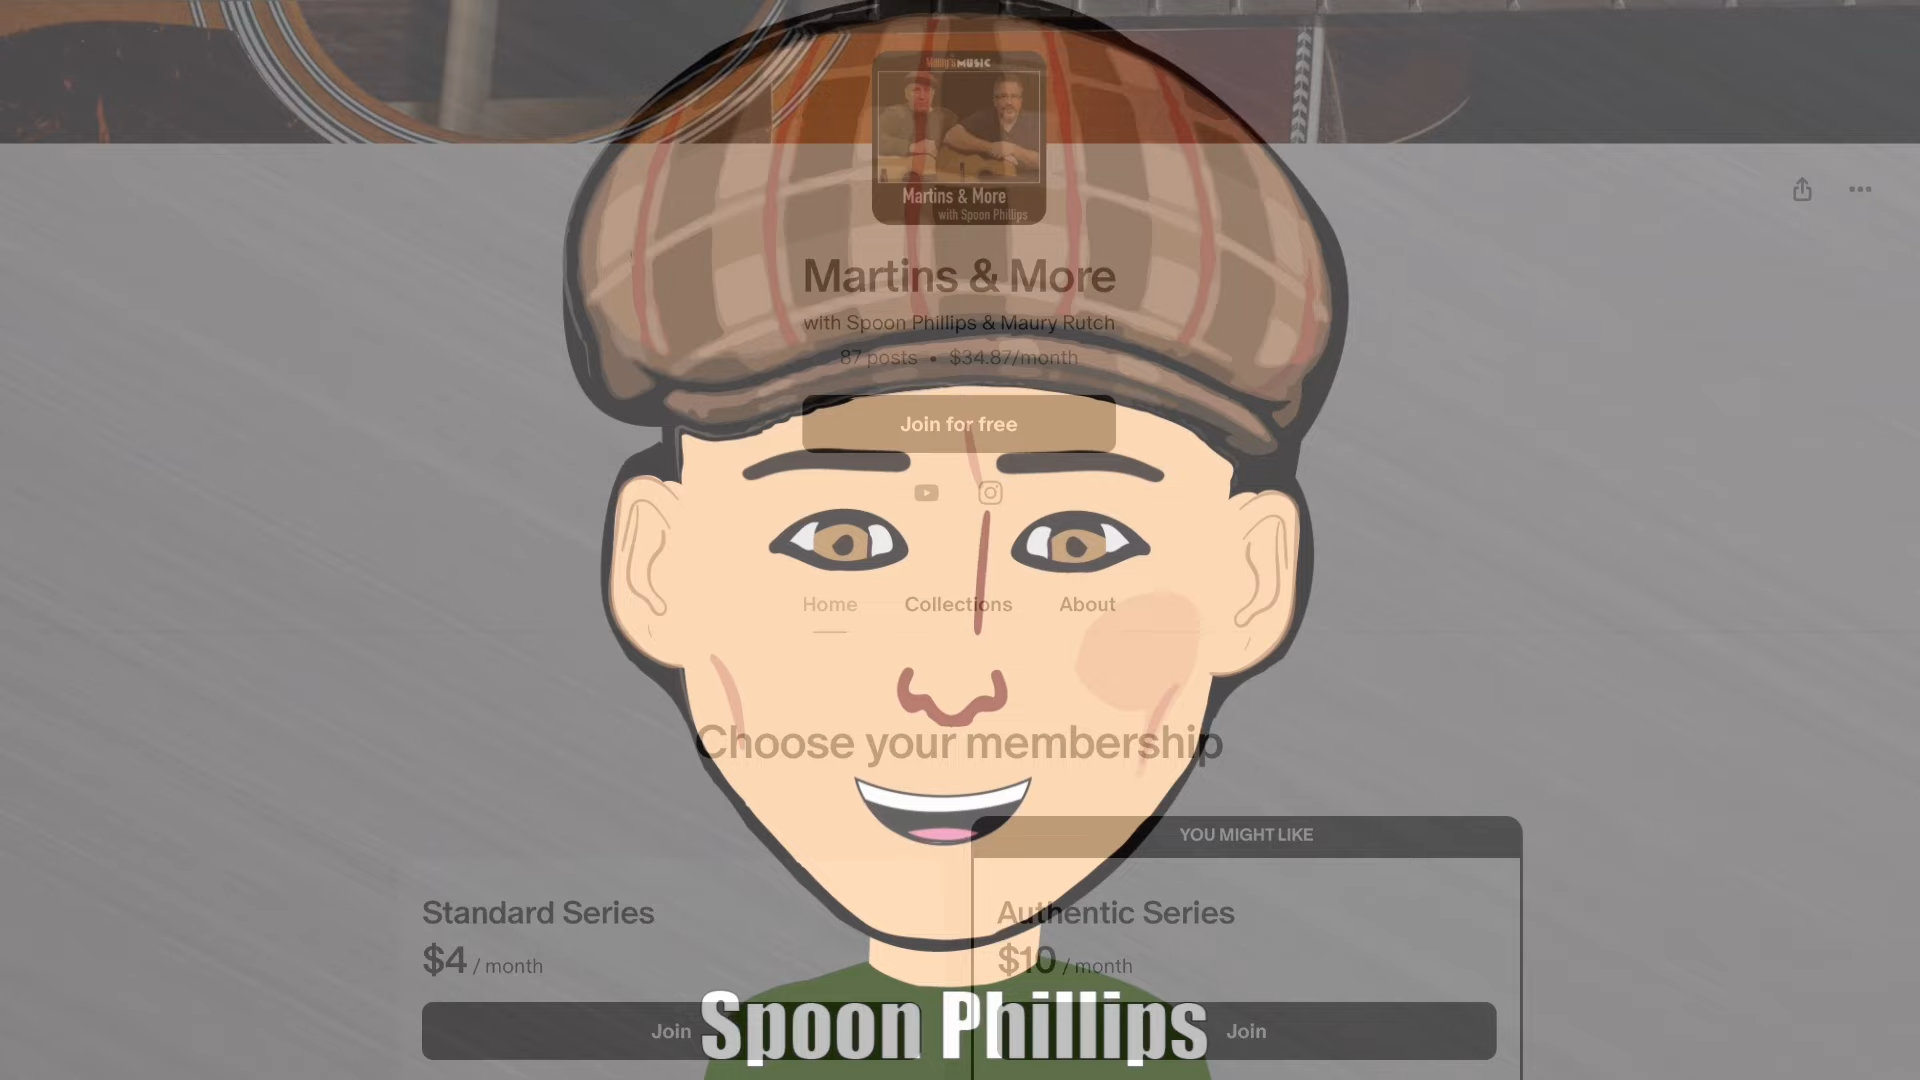 Maury's MUSIC
Martins & More
with Spoon Phillips
Martins & More
with Spoon Phillips & Maury Rutch
87 posts • $34.87/month
Join for free
Home Collections About
Choose your membership
YOU MIGHT LIKE
Standard Series
$4 / month
Join
Authentic Series
$10 / month
Join
Spoon Phillips